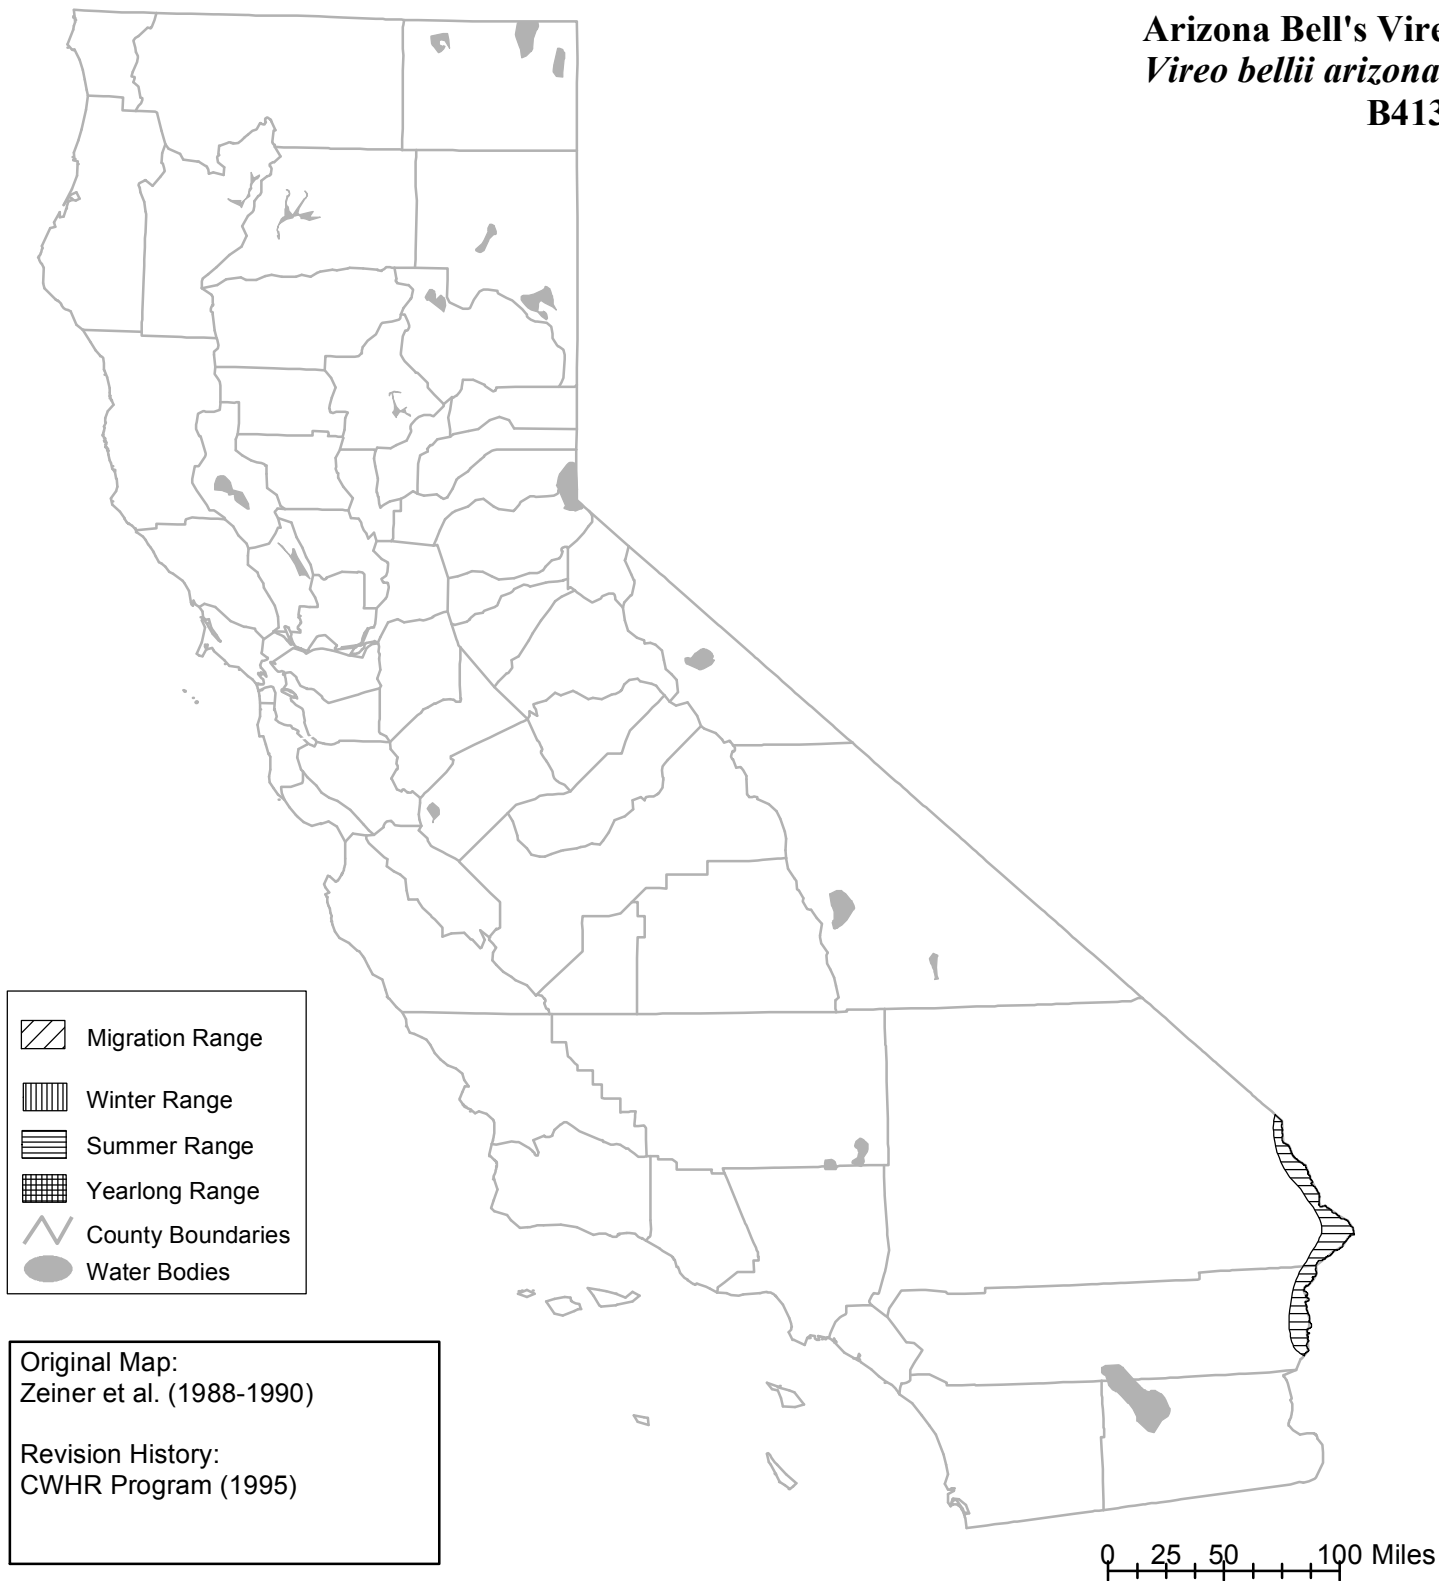 Arizona Bell's Vire
Vireo bellii arizona
B413
Migration Range
Winter Range
Summer Range
Yearlong Range
County Boundaries
Water Bodies
Original Map:
Zeiner et al. (1988-1990)
Revision History:
CWHR Program (1995)
0 25 50 100 Miles